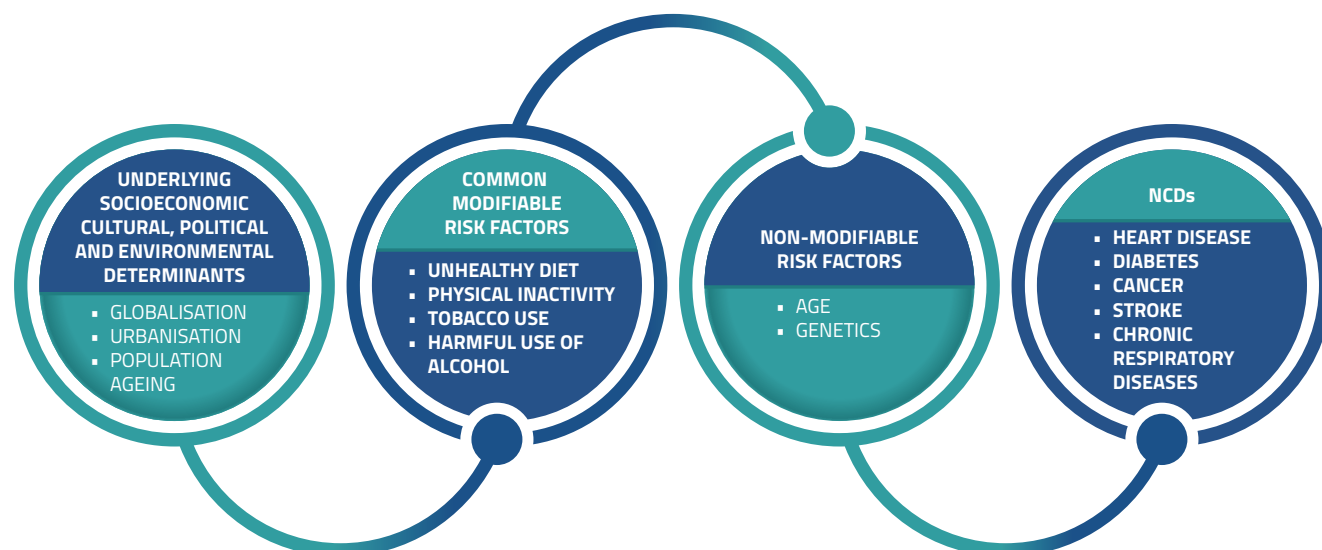 UNDERLYING
SOCIOECONOMIC
CULTURAL, POLITICAL
AND ENVIRONMENTAL
DETERMINANTS
▪ GLOBALISATION
▪ URBANISATION
▪ POPULATION
AGEING
COMMON
MODIFIABLE
RISK FACTORS
▪ UNHEALTHY DIET
▪ PHYSICAL INACTIVITY
▪ TOBACCO USE
▪ HARMFUL USE OF
ALCOHOL
NON-MODIFIABLE
RISK FACTORS
▪ AGE
▪ GENETICS
NCDs
▪ HEART DISEASE
▪ DIABETES
▪ CANCER
▪ STROKE
▪ CHRONIC
RESPIRATORY
DISEASES